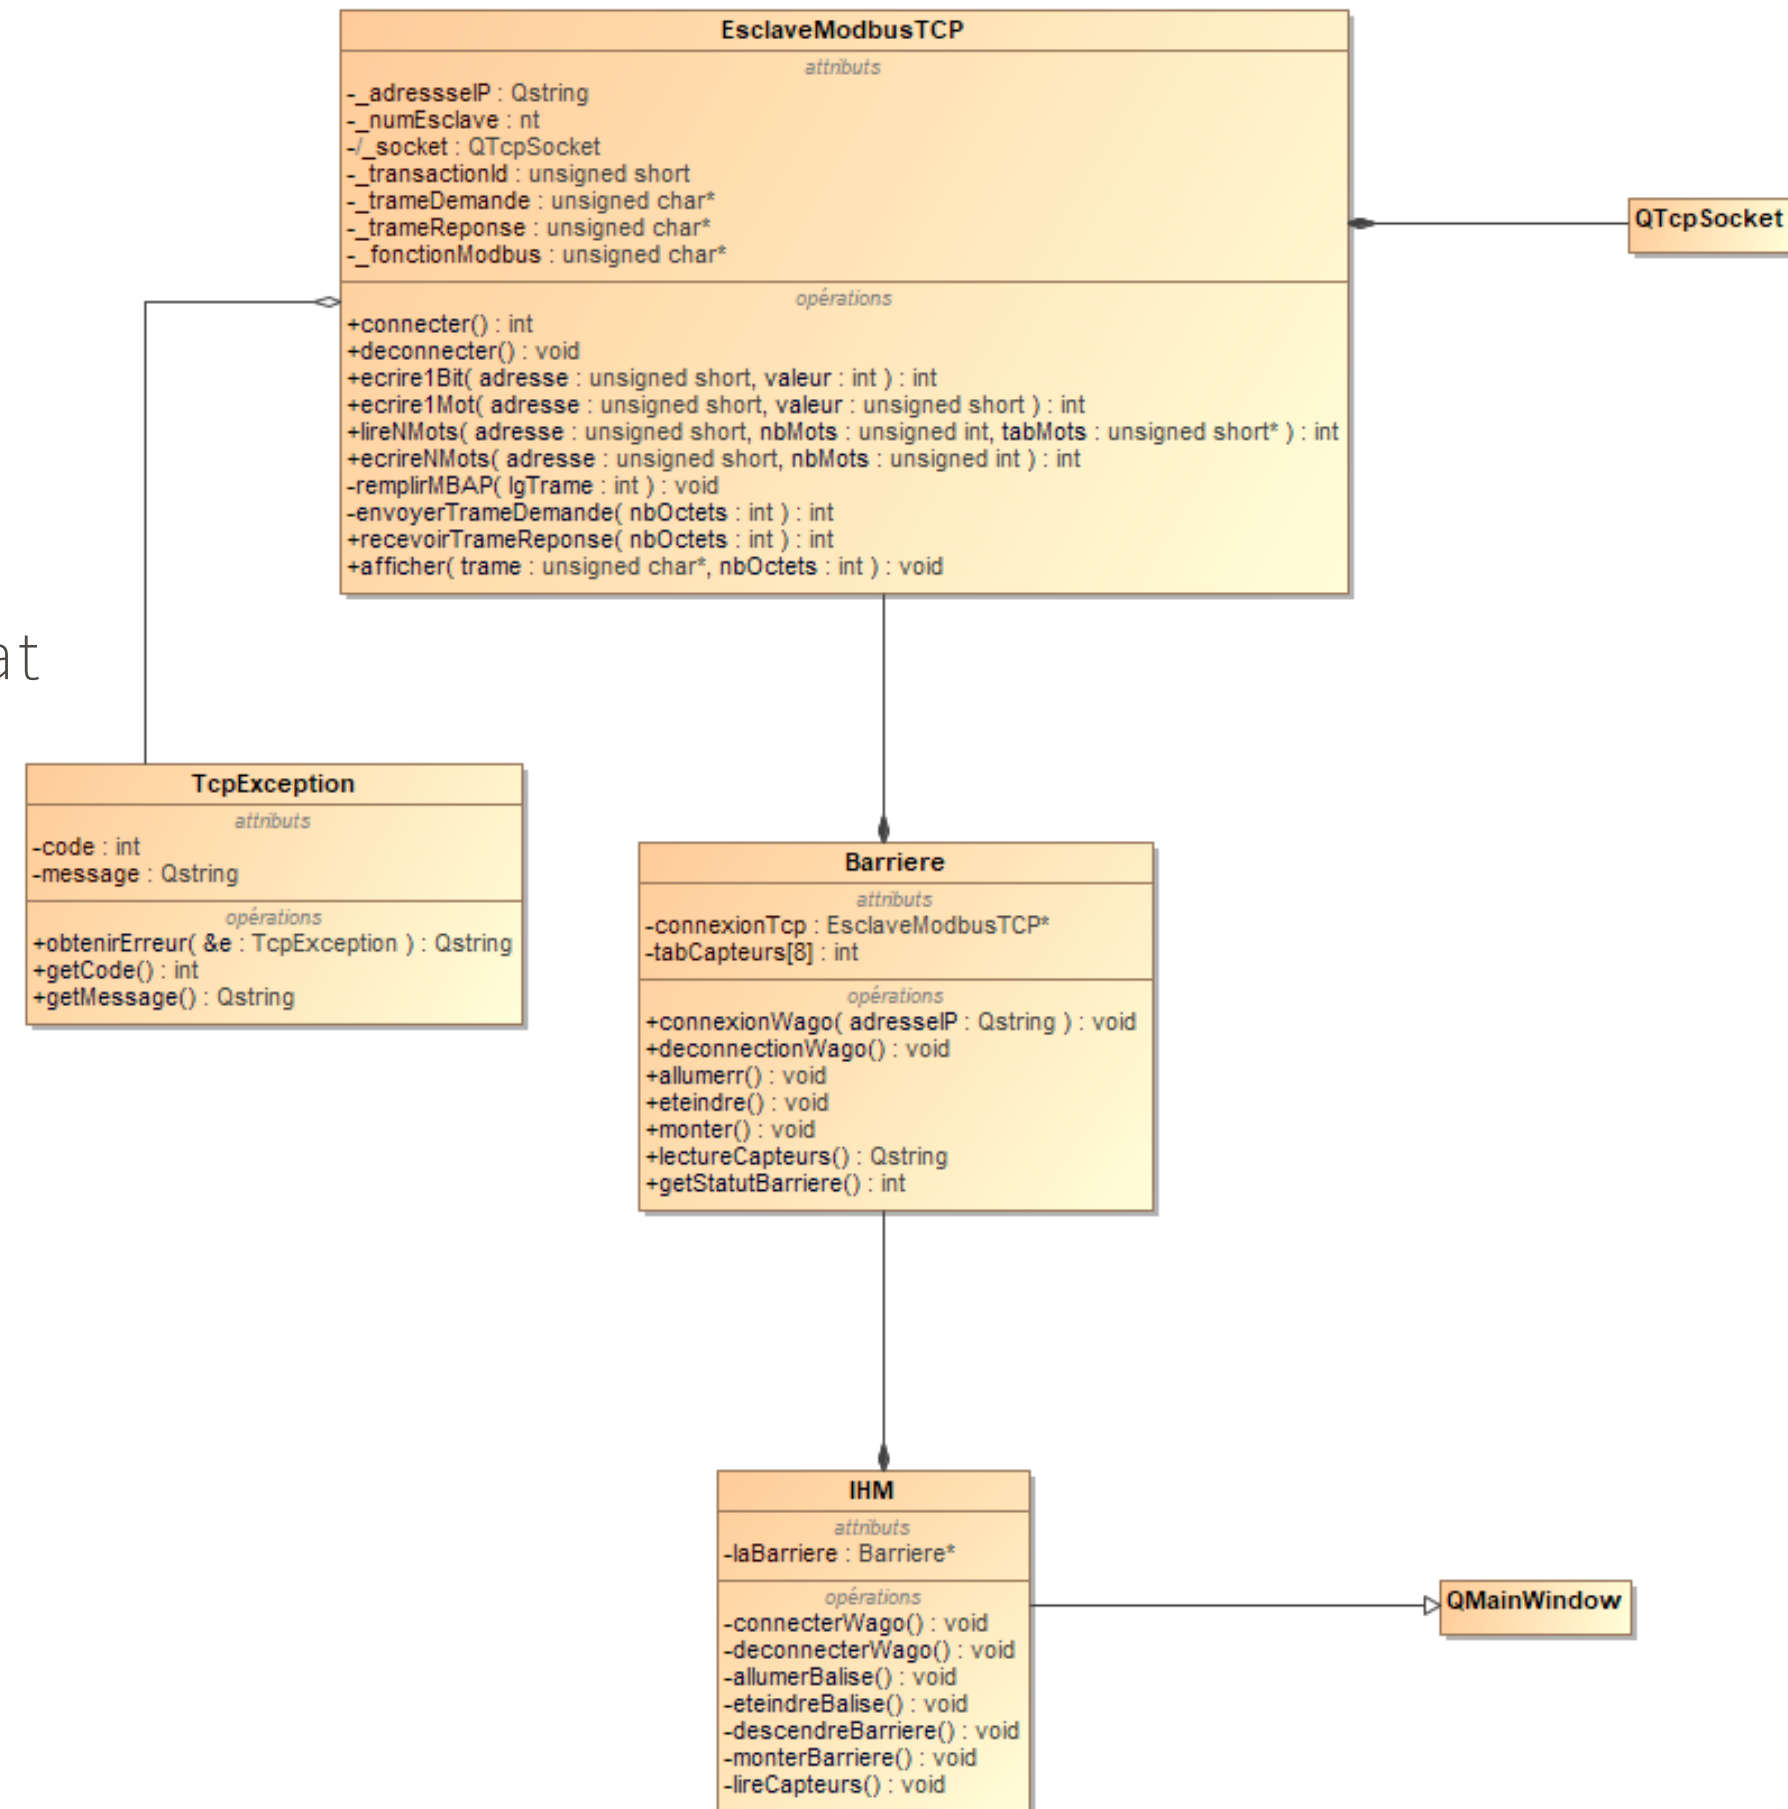 EsclaveModbusTCP
attributs
-_adressseIP : Qstring
-_numEsclave : nt
-/_socket : QTcpSocket
-_transactionId : unsigned short
-_trameDemande : unsigned char*
-_trameReponse : unsigned char*
-_fonctionModbus : unsigned char*
opérations
+connecter() : int
+deconnecter() : void
+ecrire1Bit( adresse : unsigned short, valeur : int ) : int
+ecrire1Mot( adresse : unsigned short, valeur : unsigned short ) : int
+lireNMots( adresse : unsigned short, nbMots : unsigned int, tabMots : unsigned short* ) : int
+ecrireNMots( adresse : unsigned short, nbMots : unsigned int ) : int
-remplirMBAP( lgTrame : int ) : void
-envoyerTrameDemande( nbOctets : int ) : int
+recevoirTrameReponse( nbOctets : int ) : int
+afficher( trame : unsigned char*, nbOctets : int ) : void
QTcpSocket
at
TcpException
attributs
-code : int
-message : Qstring
opérations
+obtenirErreur( &e : TcpException ) : Qstring
+getCode() : int
+getMessage() : Qstring
Barriere
attributs
-connexionTcp : EsclaveModbusTCP*
-tabCapteurs[8] : int
opérations
+connexionWago( adresseIP : Qstring ) : void
+deconnectionWago() : void
+allumerr() : void
+eteindre() : void
+monter() : void
+lectureCapteurs() : Qstring
+getStatutBarriere() : int
IHM
attributs
-laBarriere : Barriere*
opérations
-connecterWago() : void
-deconnecterWago() : void
-allumerBalise() : void
-eteindreBalise() : void
-descendreBarriere() : void
-monterBarriere() : void
-lireCapteurs() : void
QMainWindow